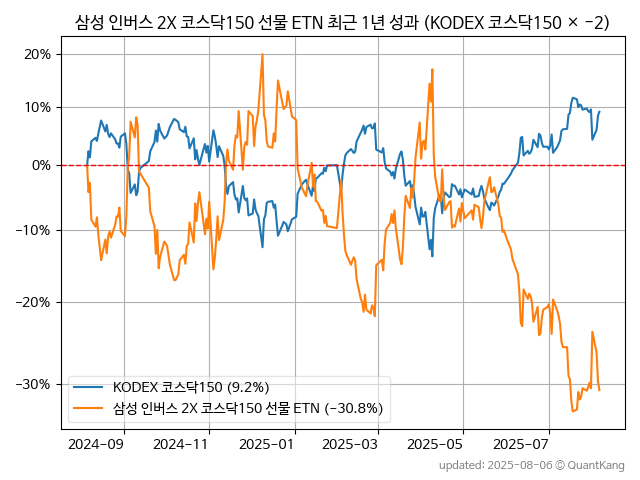 삼성 인버스 2X 코스닥150 선물 ETN 최근 1년 성과 (KODEX 코스닥150 × −2)
20%
10%
0%
−10%
−20%
−30%
KODEX 코스닥150 (9.2%)
삼성 인버스 2X 코스닥150 선물 ETN (−30.8%)
2024-09 2024-11 2025-01 2025-03 2025-05 2025-07
updated: 2025-08-06 © QuantKang